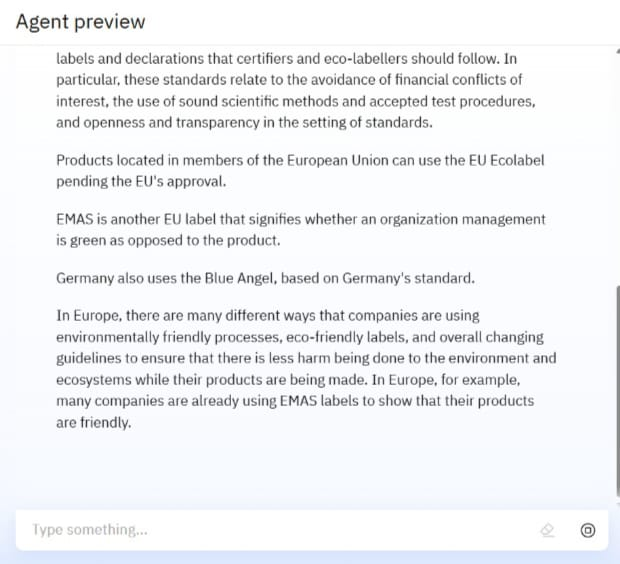 Agent preview
labels and declarations that certifiers and eco-labellers should follow. In
particular, these standards relate to the avoidance of financial conflicts of
interest, the use of sound scientific methods and accepted test procedures,
and openness and transparency in the setting of standards.
Products located in members of the European Union can use the EU Ecolabel
pending the EU's approval.
EMAS is another EU label that signifies whether an organization management
is green as opposed to the product.
Germany also uses the Blue Angel, based on Germany's standard.
In Europe, there are many different ways that companies are using
environmentally friendly processes, eco-friendly labels, and overall changing
guidelines to ensure that there is less harm being done to the environment and
ecosystems while their products are being made. In Europe, for example,
many companies are already using EMAS labels to show that their products
are friendly.
Type something...